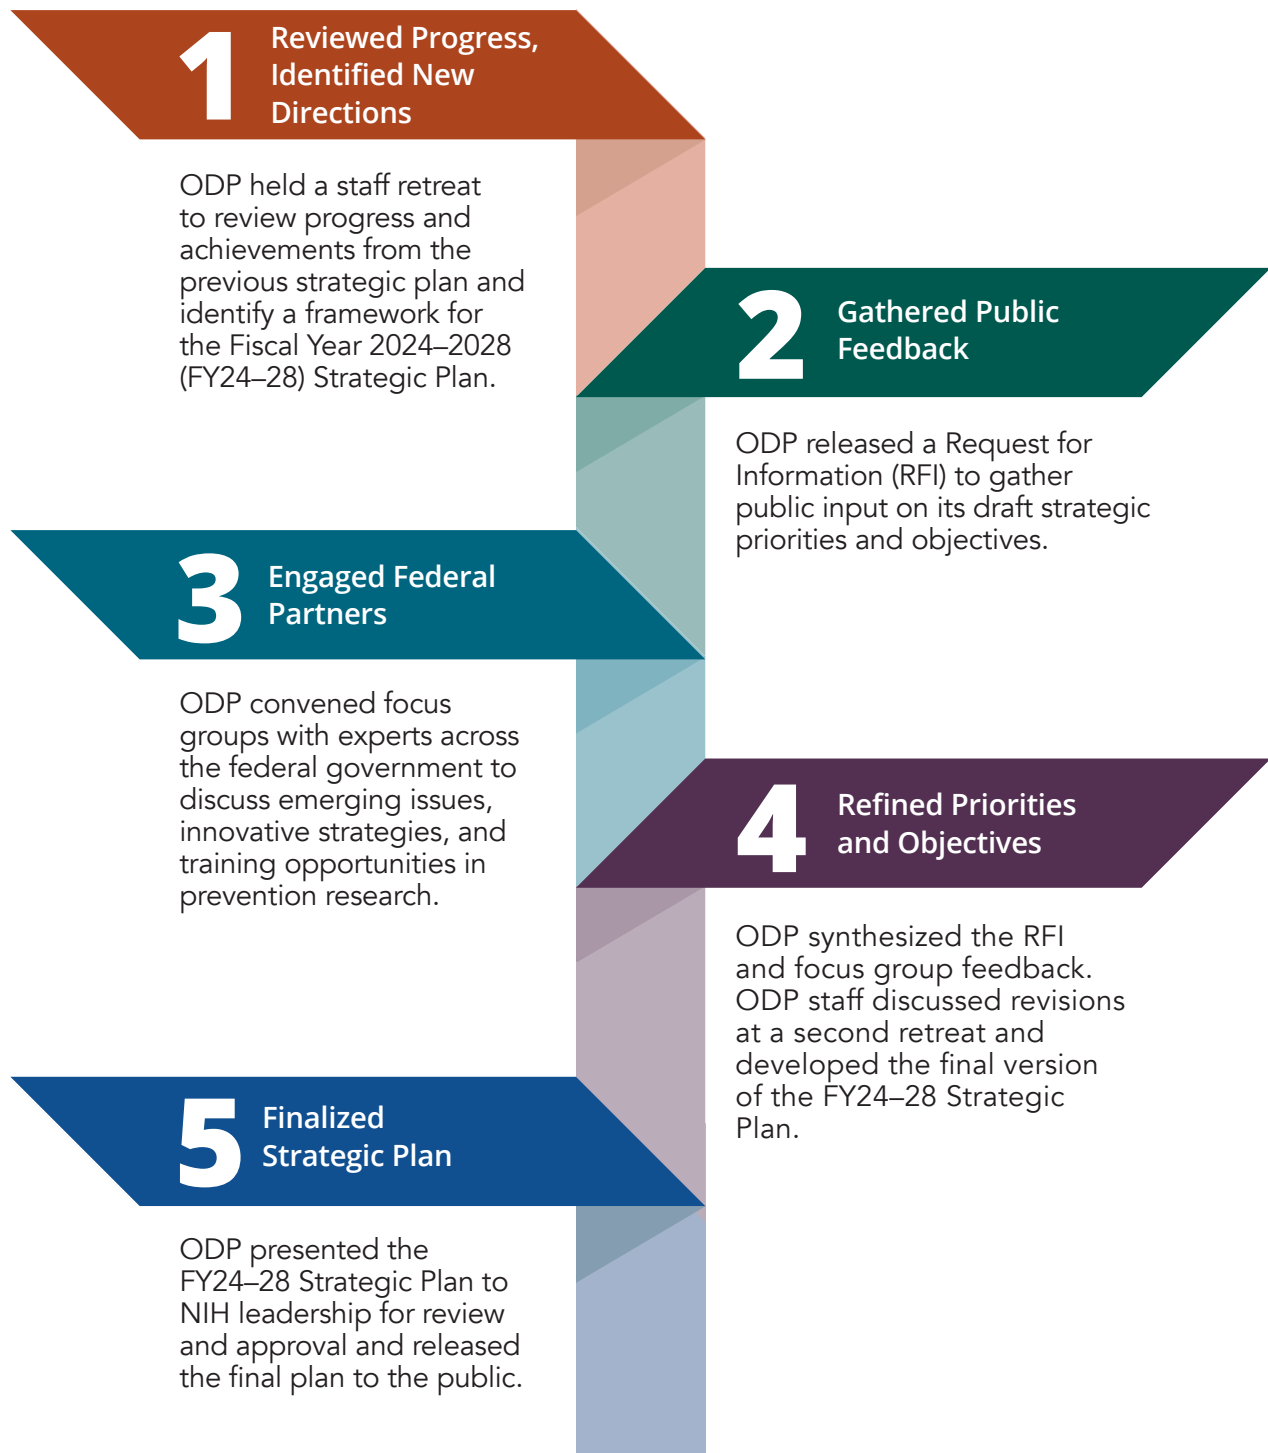 1
Reviewed Progress,
Identified New
Directions
ODP held a staff retreat
to review progress and
achievements from the
previous strategic plan and
identify a framework for
the Fiscal Year 2024–2028
(FY24–28) Strategic Plan.
2
Gathered Public
Feedback
ODP released a Request for
Information (RFI) to gather
public input on its draft strategic
priorities and objectives.
3
Engaged Federal
Partners
ODP convened focus
groups with experts across
the federal government to
discuss emerging issues,
innovative strategies, and
training opportunities in
prevention research.
4
Refined Priorities
and Objectives
ODP synthesized the RFI
and focus group feedback.
ODP staff discussed revisions
at a second retreat and
developed the final version
of the FY24–28 Strategic
Plan.
5
Finalized
Strategic Plan
ODP presented the
FY24–28 Strategic Plan to
NIH leadership for review
and approval and released
the final plan to the public.